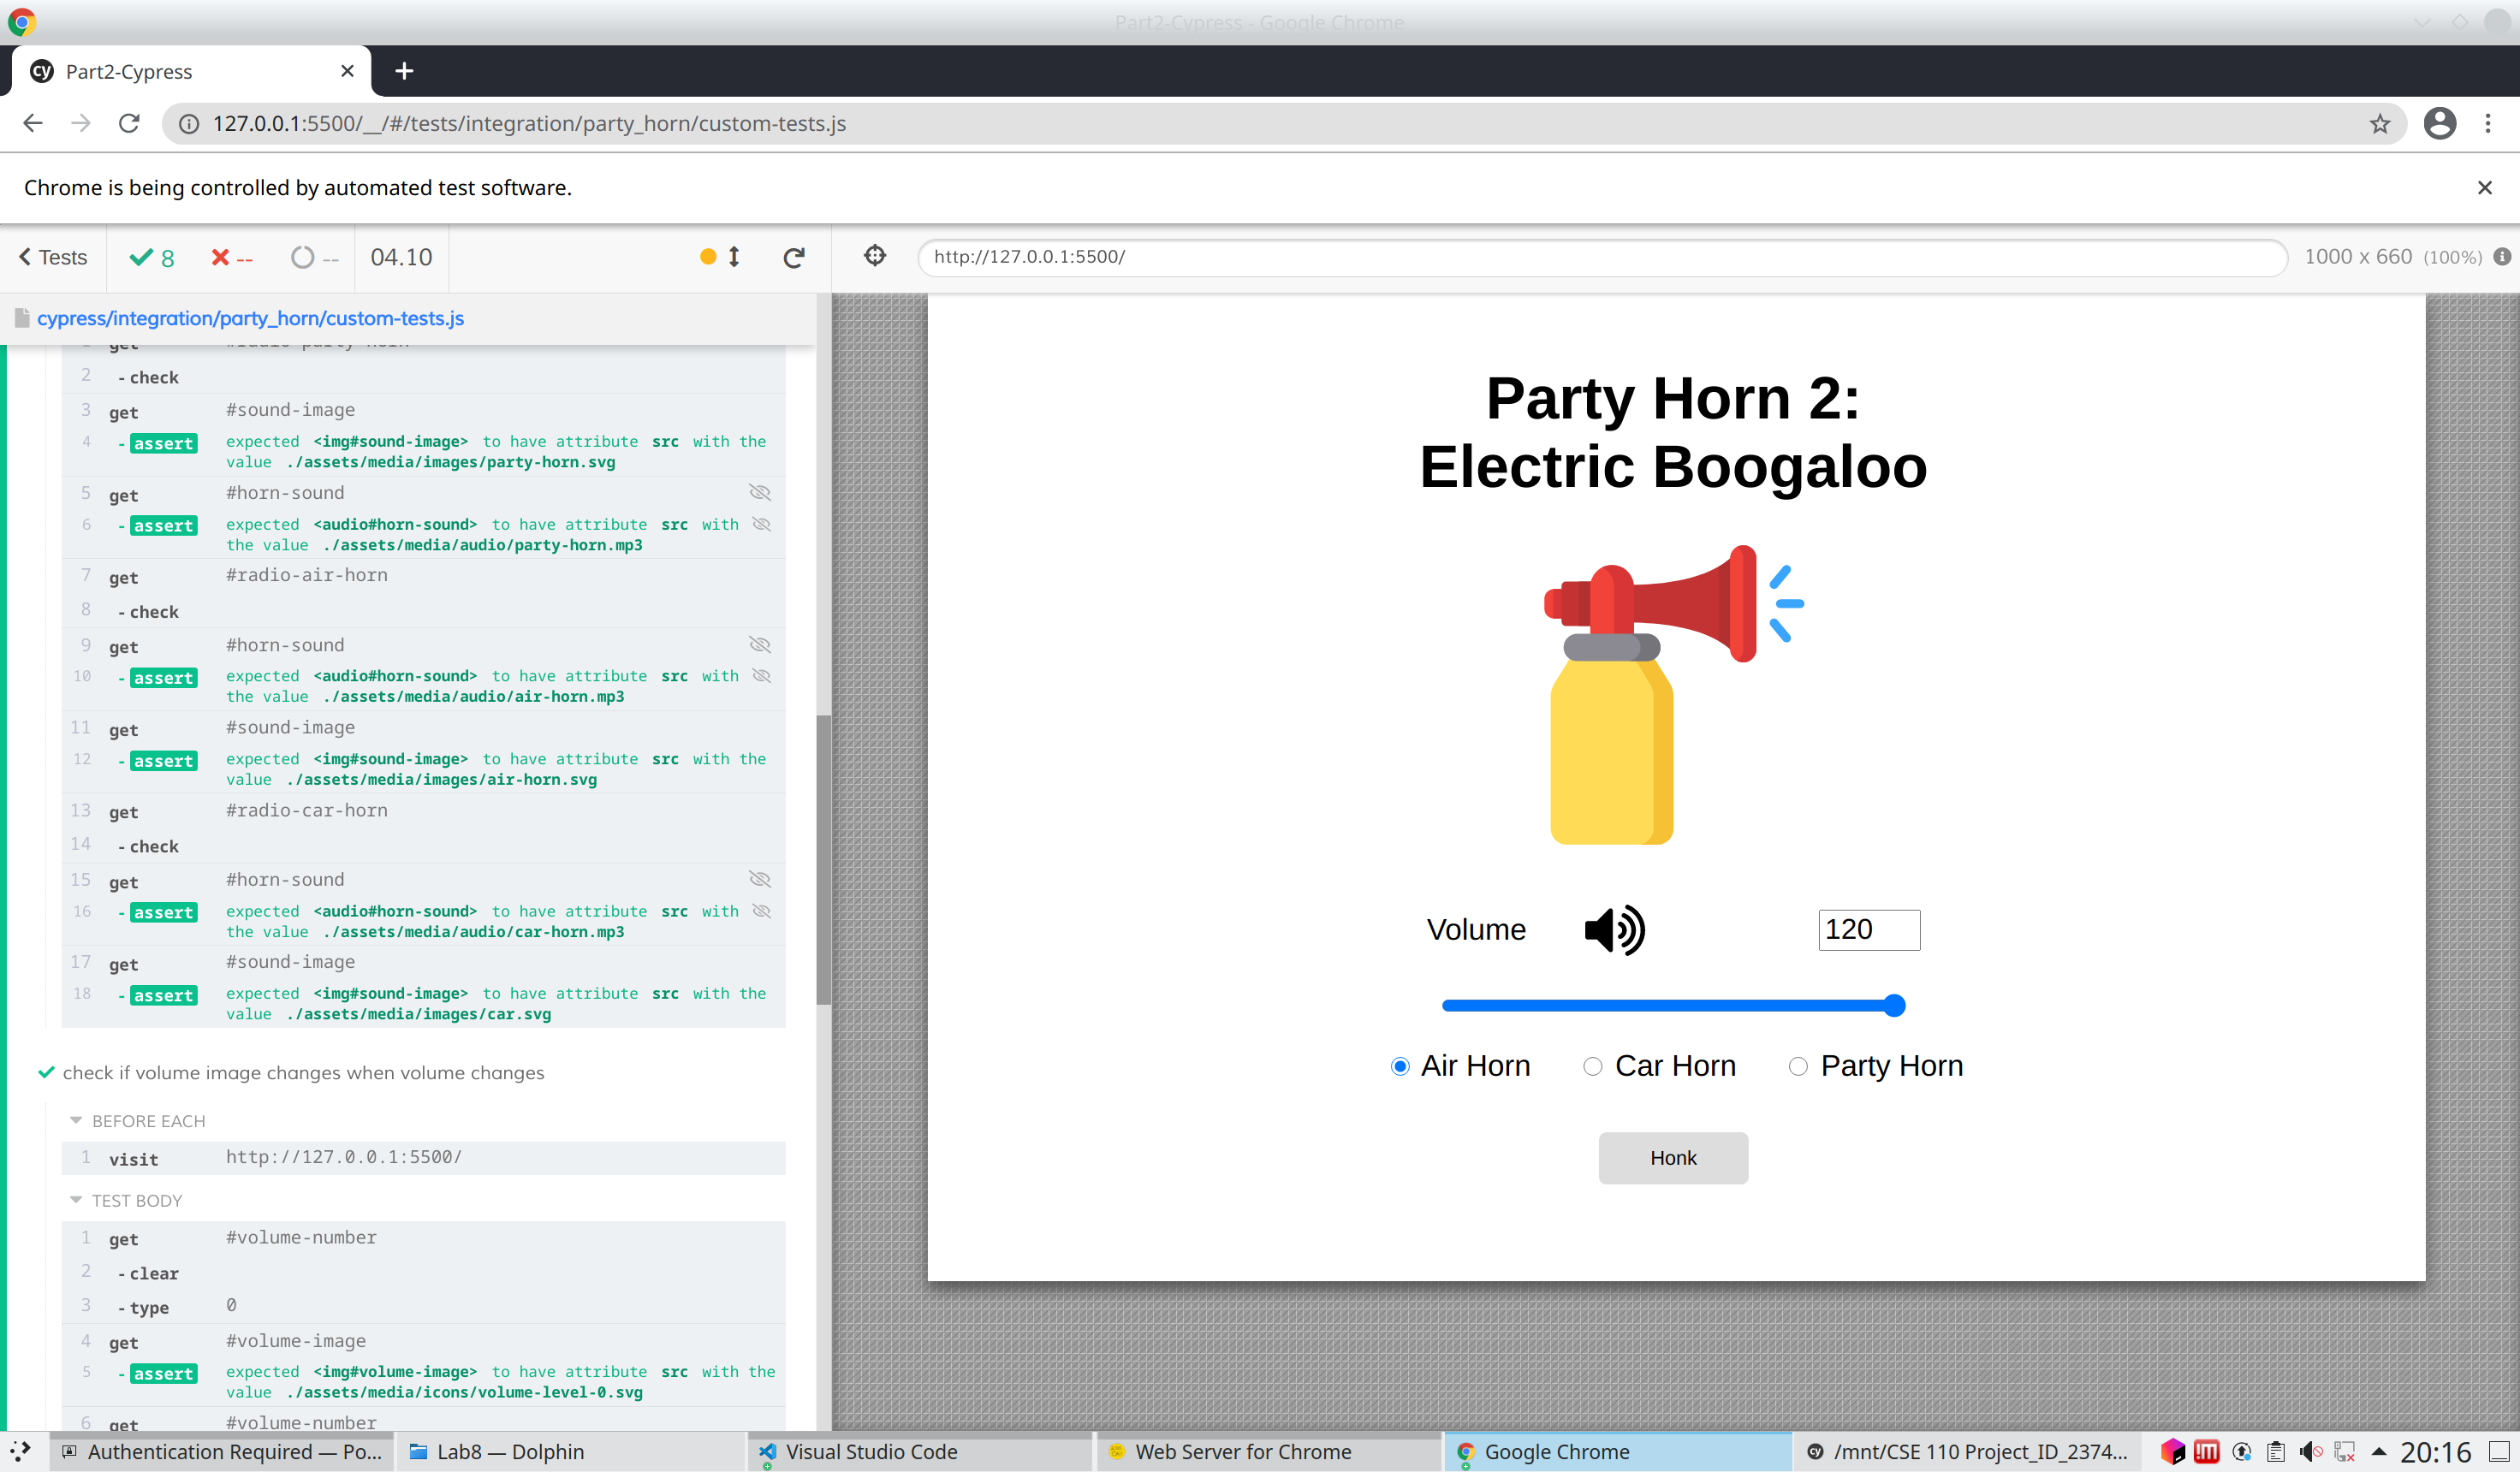 Part2-Cypress - Google Chrome
cy Part2-Cypress
127.0.0.1:5500/__/#/tests/integration/party_horn/custom-tests.js
Chrome is being controlled by automated test software.
Tests 8 -- -- 04.10
http://127.0.0.1:5500/ 1000 x 660 (100%)
cypress/integration/party_horn/custom-tests.js
get #radio-party-horn
2 - check
3 get #sound-image
4 - assert expected <img#sound-image> to have attribute src with the
value ./assets/media/images/party-horn.svg
5 get #horn-sound
6 - assert expected <audio#horn-sound> to have attribute src with
the value ./assets/media/audio/party-horn.mp3
7 get #radio-air-horn
8 - check
9 get #horn-sound
10 - assert expected <audio#horn-sound> to have attribute src with
the value ./assets/media/audio/air-horn.mp3
11 get #sound-image
12 - assert expected <img#sound-image> to have attribute src with the
value ./assets/media/images/air-horn.svg
13 get #radio-car-horn
14 - check
15 get #horn-sound
16 - assert expected <audio#horn-sound> to have attribute src with
the value ./assets/media/audio/car-horn.mp3
17 get #sound-image
18 - assert expected <img#sound-image> to have attribute src with the
value ./assets/media/images/car.svg
check if volume image changes when volume changes
BEFORE EACH
1 visit http://127.0.0.1:5500/
TEST BODY
1 get #volume-number
2 - clear
3 - type 0
4 get #volume-image
5 - assert expected <img#volume-image> to have attribute src with the
value ./assets/media/icons/volume-level-0.svg
6 get #volume-number
Party Horn 2:
Electric Boogaloo
Volume 120
Air Horn Car Horn Party Horn
Honk
Authentication Required — Po... Lab8 — Dolphin Visual Studio Code Web Server for Chrome Google Chrome cy /mnt/CSE 110 Project_ID_2374... 20:16